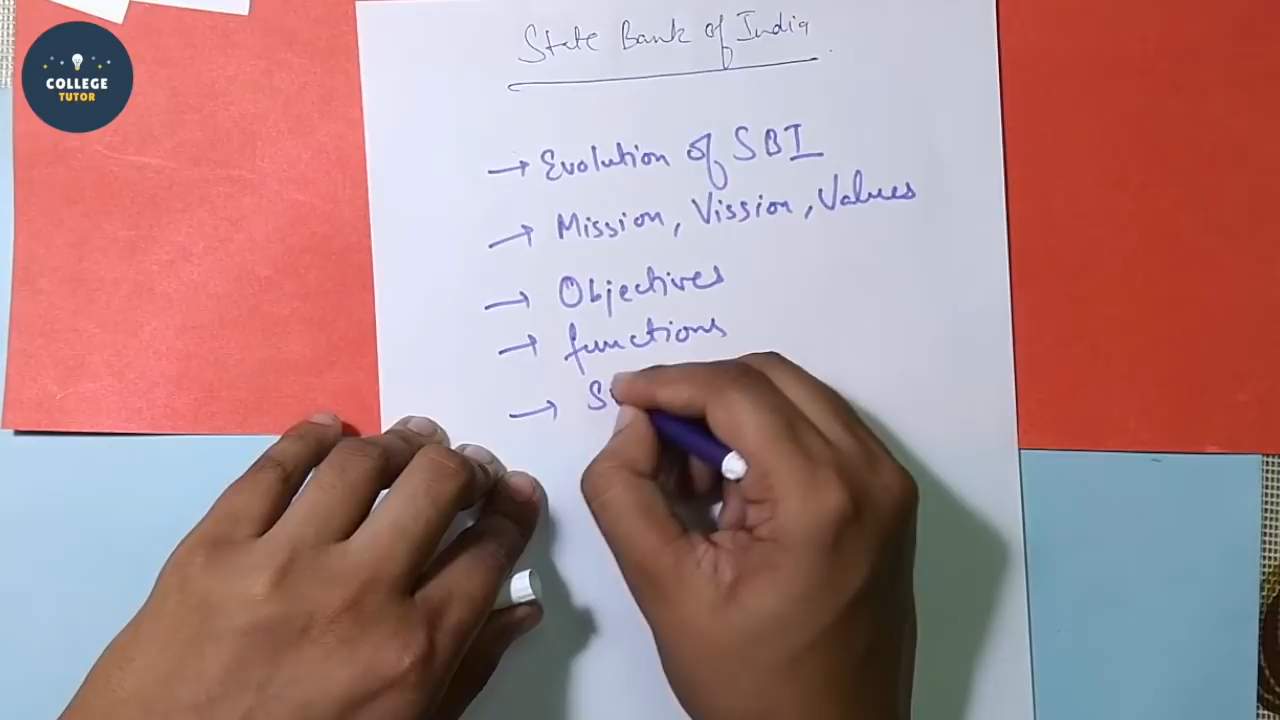 COLLEGE
TUTOR
State Bank of India
→ Evolution of SBI
→ Mission, Vission, Values
→ Objectives
→ functions
→ S